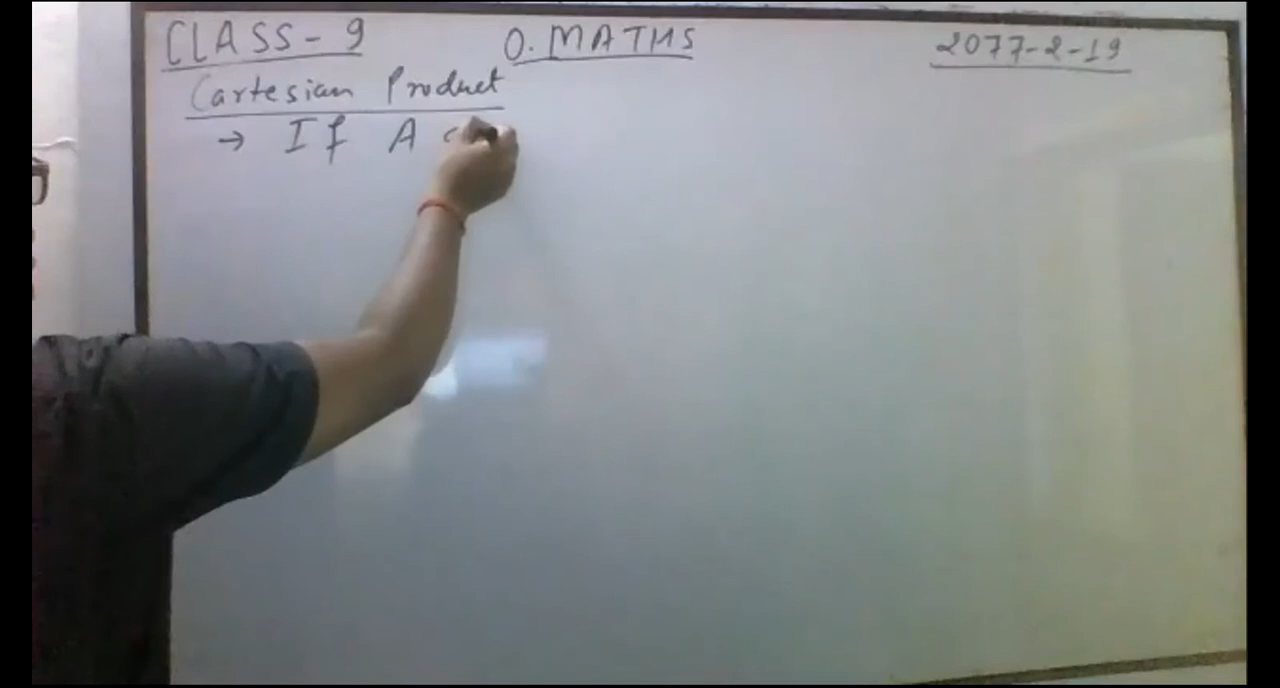 CLASS - 9 O. MATHS 2077-2-19
Cartesian Product
→ If A